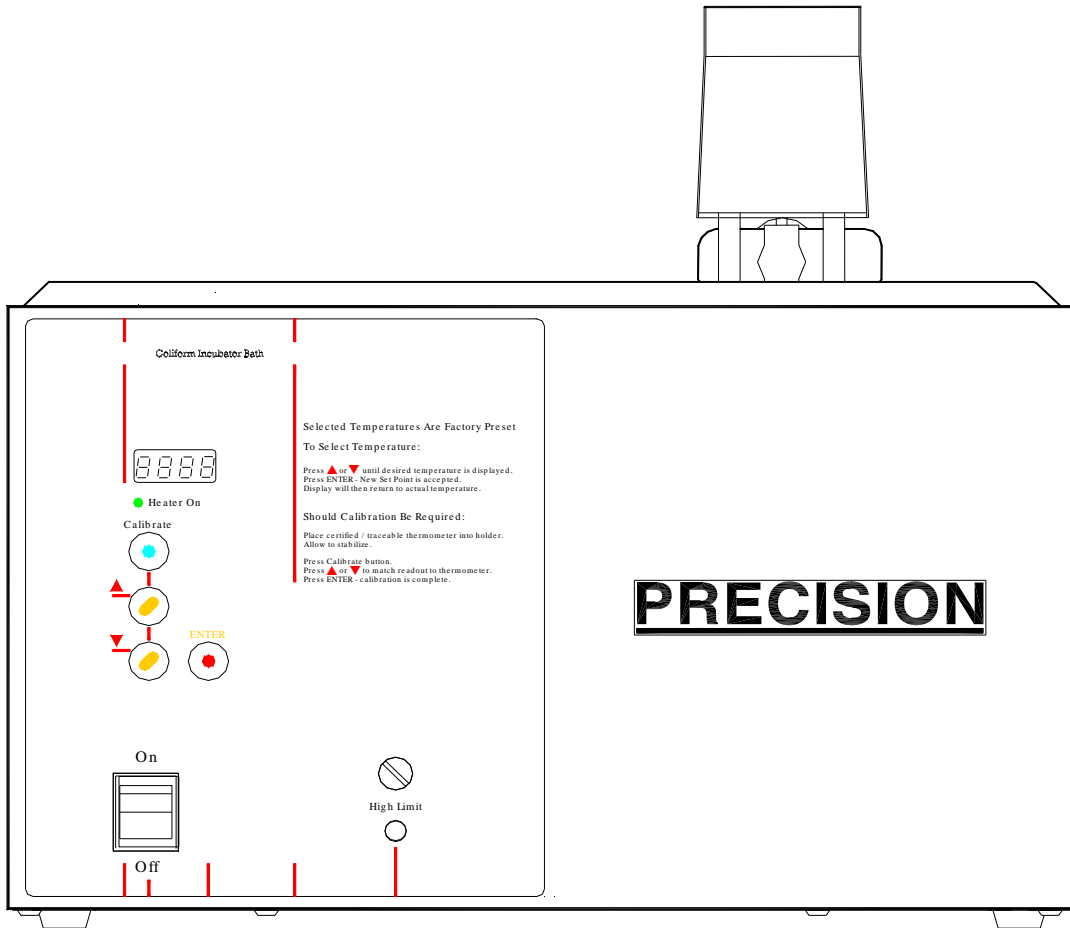 Coliform Incubator Bath
Selected Temperatures Are Factory Preset
To Select Temperature:
Press ▲ or ▼ until desired temperature is displayed.
Press ENTER - New Set Point is accepted.
Display will then return to actual temperature.
8888
Heater On
Should Calibration Be Required:
Place certified / traceable thermometer into holder.
Allow to stabilize.
Press Calibrate button.
Press ▲ or ▼ to match readout to thermometer.
Press ENTER - calibration is complete.
Calibrate
ENTER
PRECISION
On
Off
High Limit